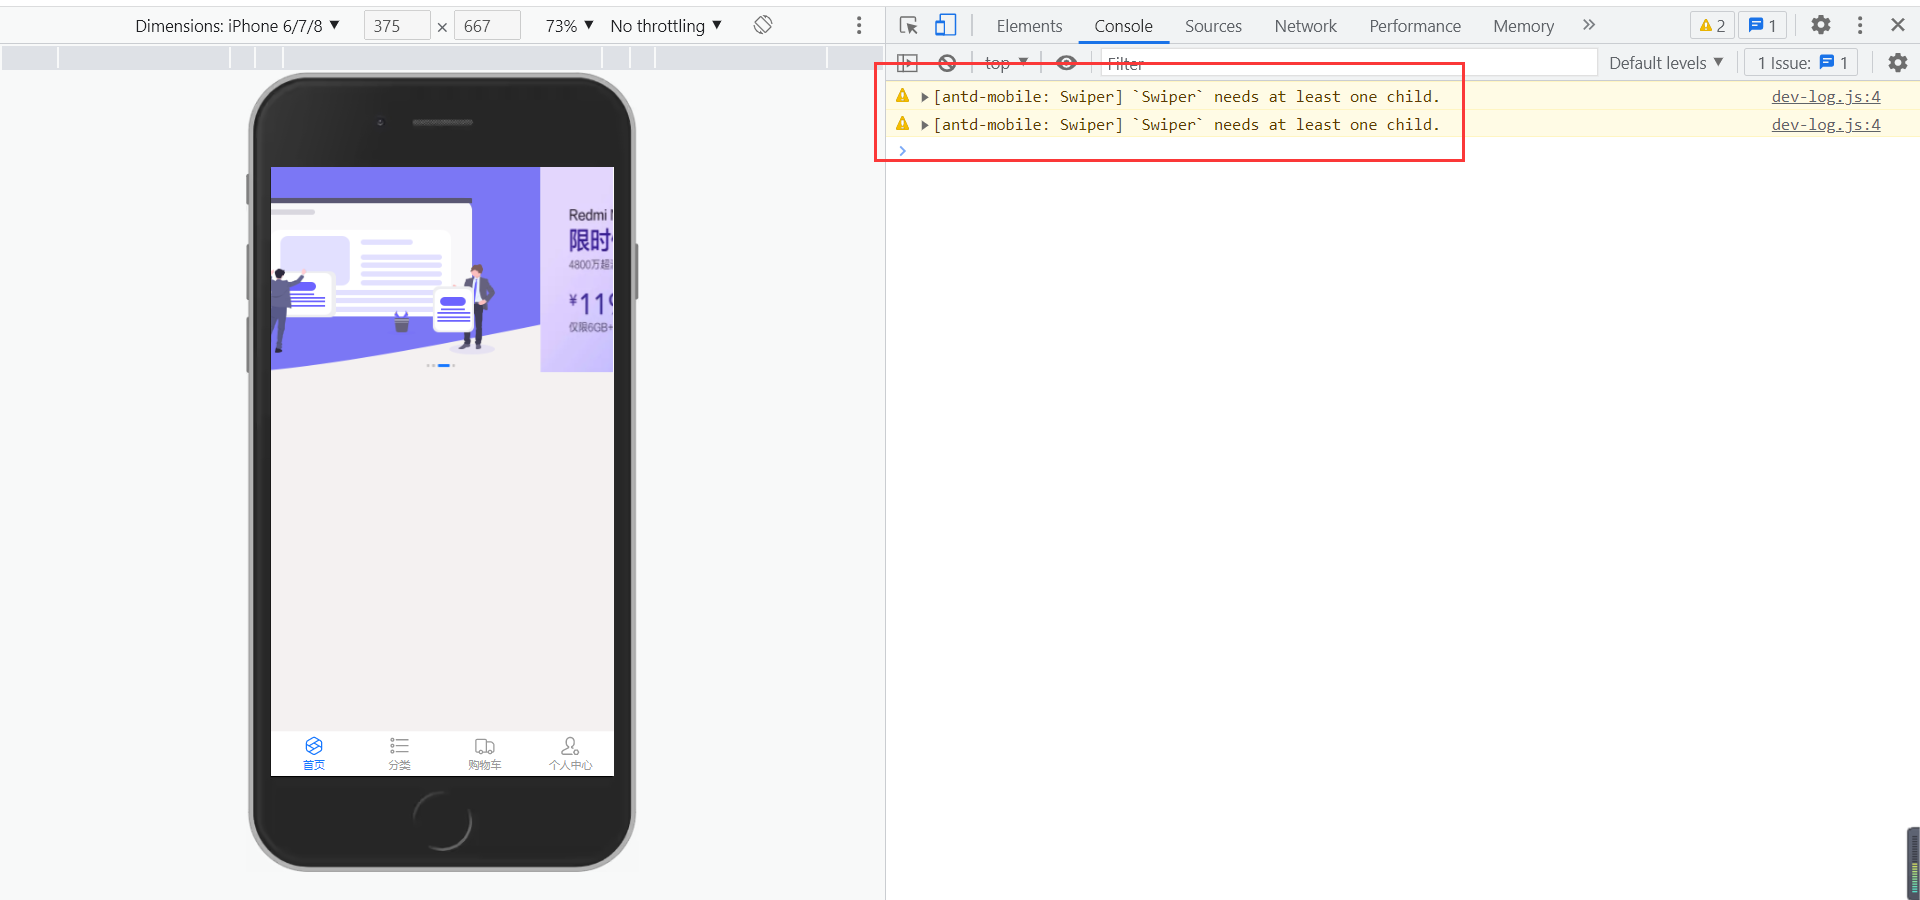 Dimensions: iPhone 6/7/8 ▼ 375 × 667 73% ▼ No throttling ▼
Elements Console Sources Network Performance Memory » 2 1
top ▼ Filter Default levels ▼ 1 Issue: 1
[antd-mobile: Swiper] `Swiper` needs at least one child. dev-log.js:4
[antd-mobile: Swiper] `Swiper` needs at least one child. dev-log.js:4
Redmi
限时
4800万超
¥119
仅限6GB+
首页 分类 购物车 个人中心